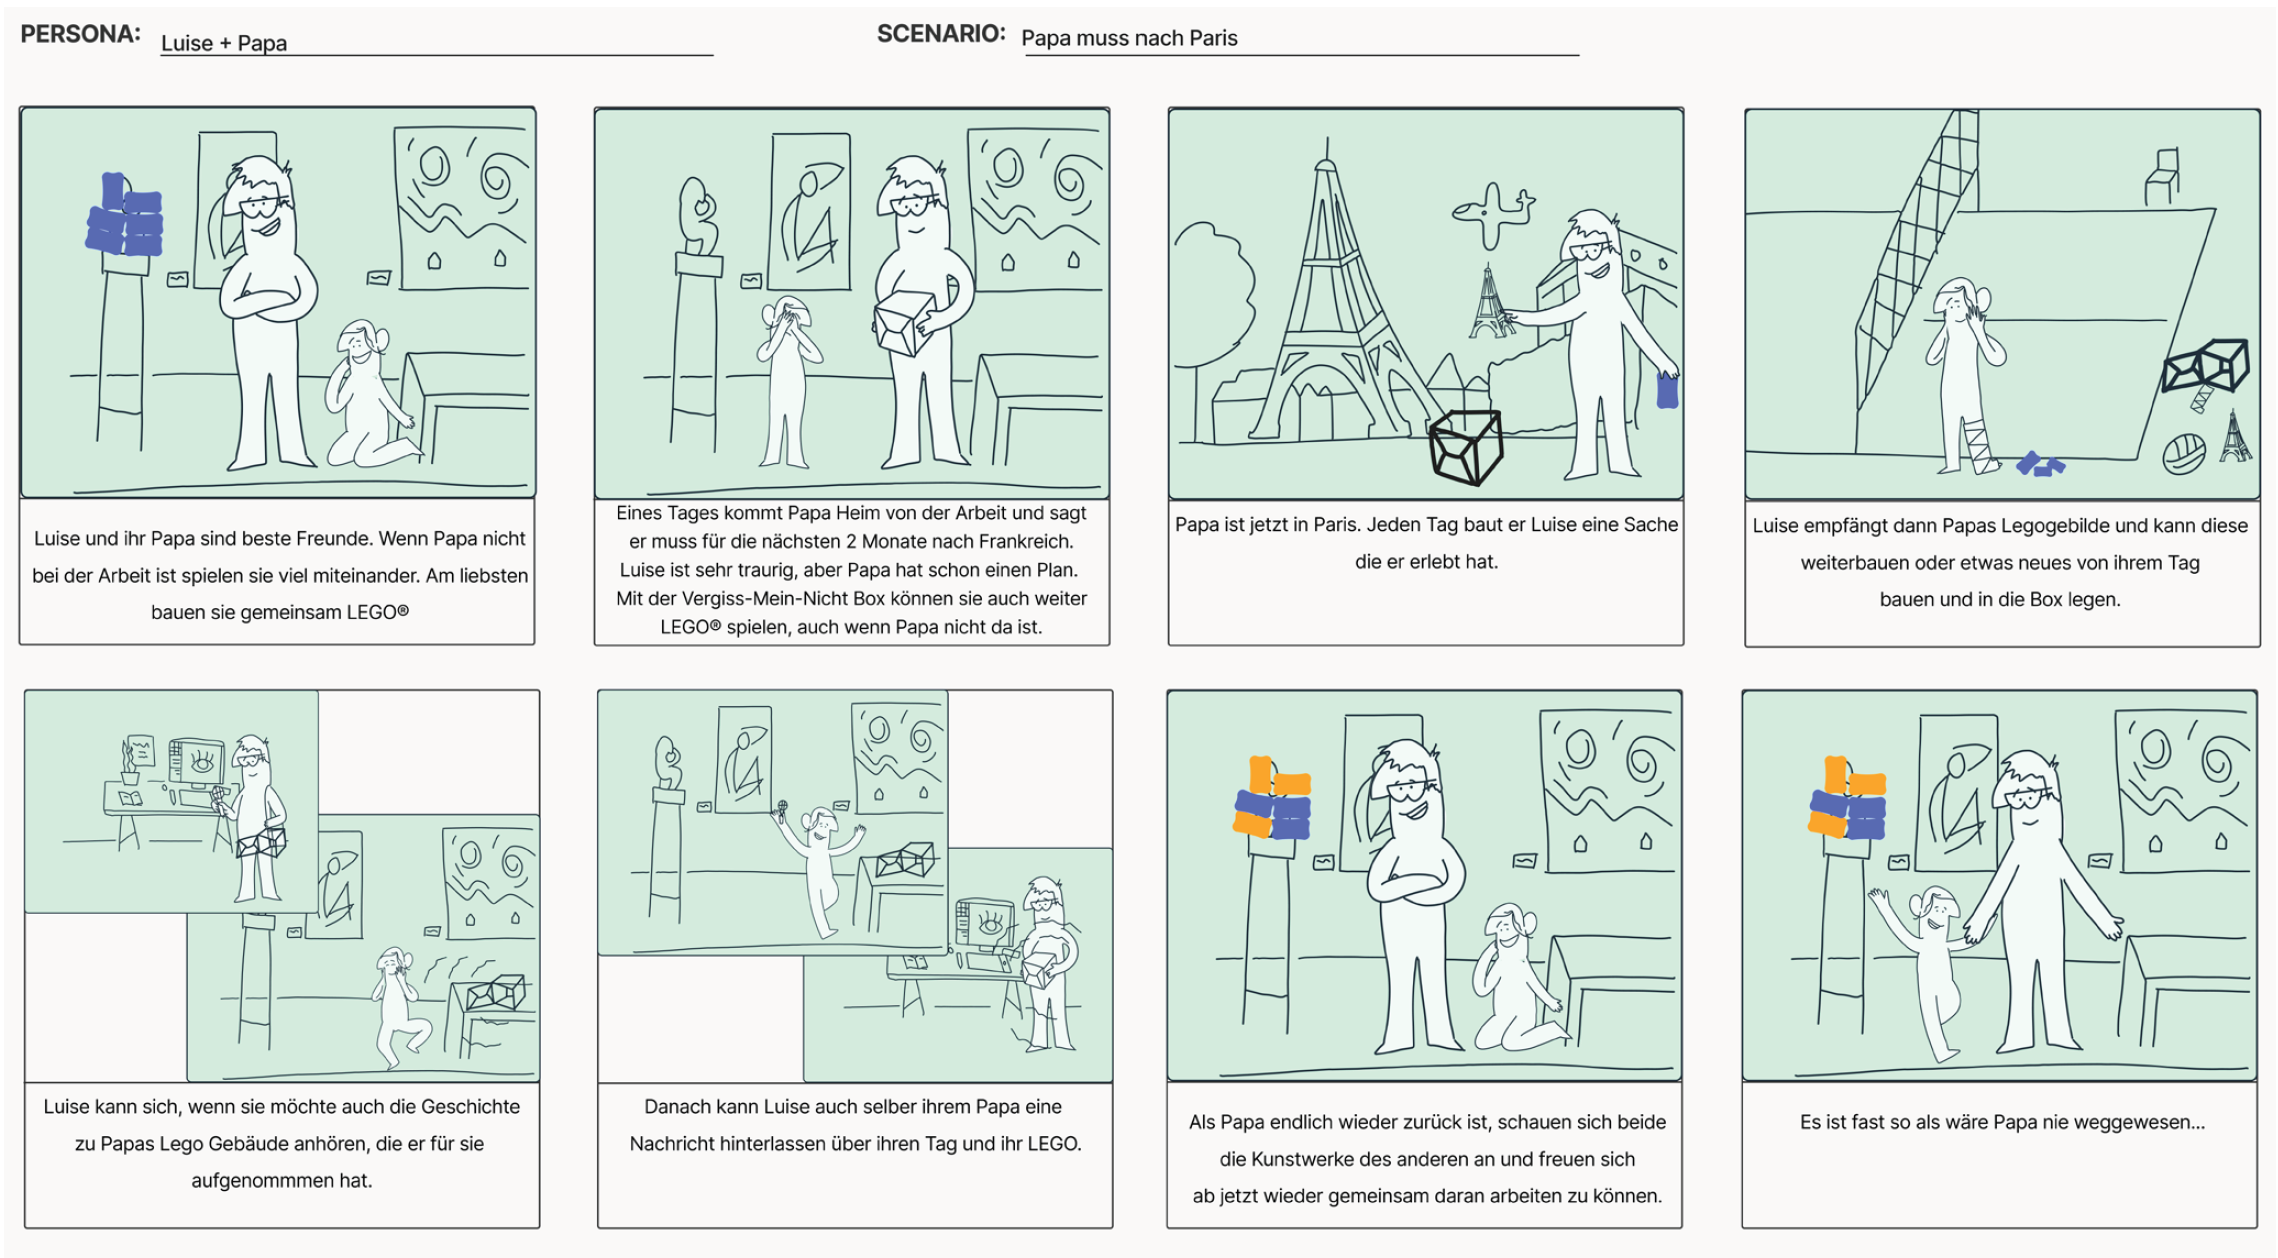 PERSONA: Luise + Papa
SCENARIO: Papa muss nach Paris
Luise und ihr Papa sind beste Freunde. Wenn Papa nicht
bei der Arbeit ist spielen sie viel miteinander. Am liebsten
bauen sie gemeinsam LEGO®
Eines Tages kommt Papa Heim von der Arbeit und sagt
er muss für die nächsten 2 Monate nach Frankreich.
Luise ist sehr traurig, aber Papa hat schon einen Plan.
Mit der Vergiss-Mein-Nicht Box können sie auch weiter
LEGO® spielen, auch wenn Papa nicht da ist.
Papa ist jetzt in Paris. Jeden Tag baut er Luise eine Sache
die er erlebt hat.
Luise empfängt dann Papas Legogebilde und kann diese
weiterbauen oder etwas neues von ihrem Tag
bauen und in die Box legen.
Luise kann sich, wenn sie möchte auch die Geschichte
zu Papas Lego Gebäude anhören, die er für sie
aufgenommmen hat.
Danach kann Luise auch selber ihrem Papa eine
Nachricht hinterlassen über ihren Tag und ihr LEGO.
Als Papa endlich wieder zurück ist, schauen sich beide
die Kunstwerke des anderen an und freuen sich
ab jetzt wieder gemeinsam daran arbeiten zu können.
Es ist fast so als wäre Papa nie weggewesen...